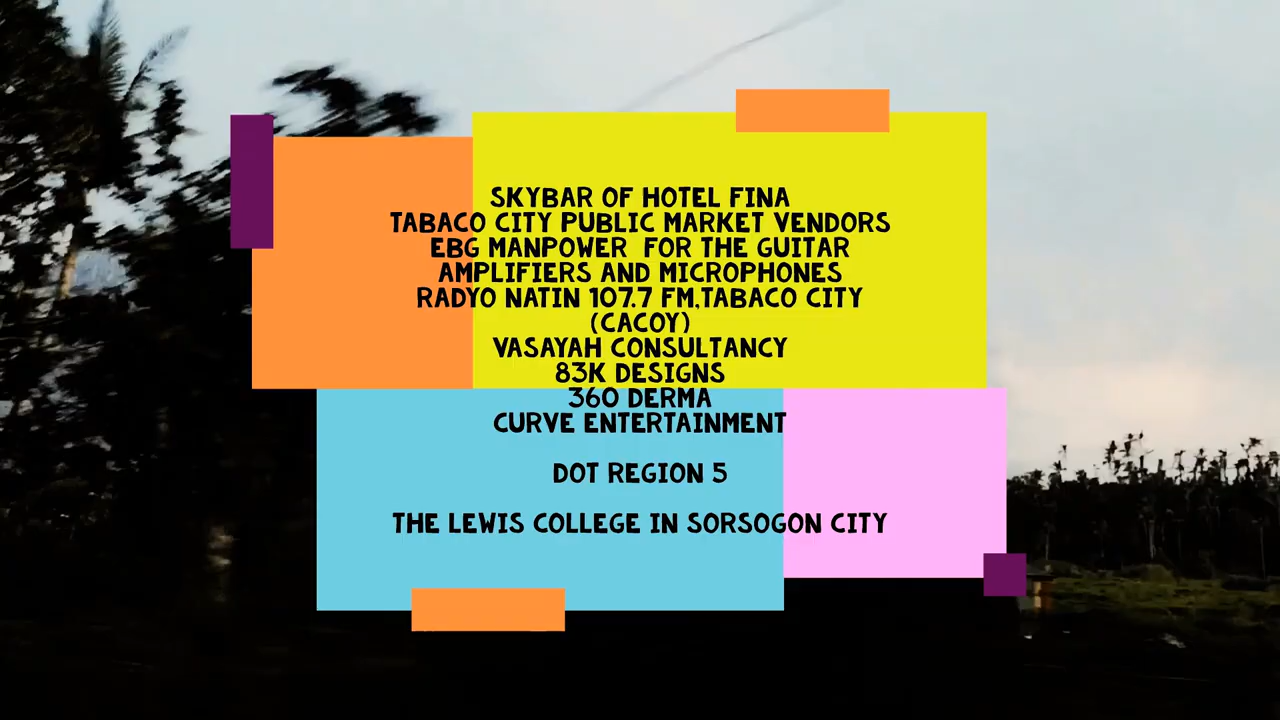 SKYBAR OF HOTEL FINA
TABACO CITY PUBLIC MARKET VENDORS
EBG MANPOWER FOR THE GUITAR
AMPLIFIERS AND MICROPHONES
RADYO NATIN 107.7 FM,TABACO CITY
(CACOY)
VASAYAH CONSULTANCY
83K DESIGNS
360 DERMA
CURVE ENTERTAINMENT
DOT REGION 5
THE LEWIS COLLEGE IN SORSOGON CITY